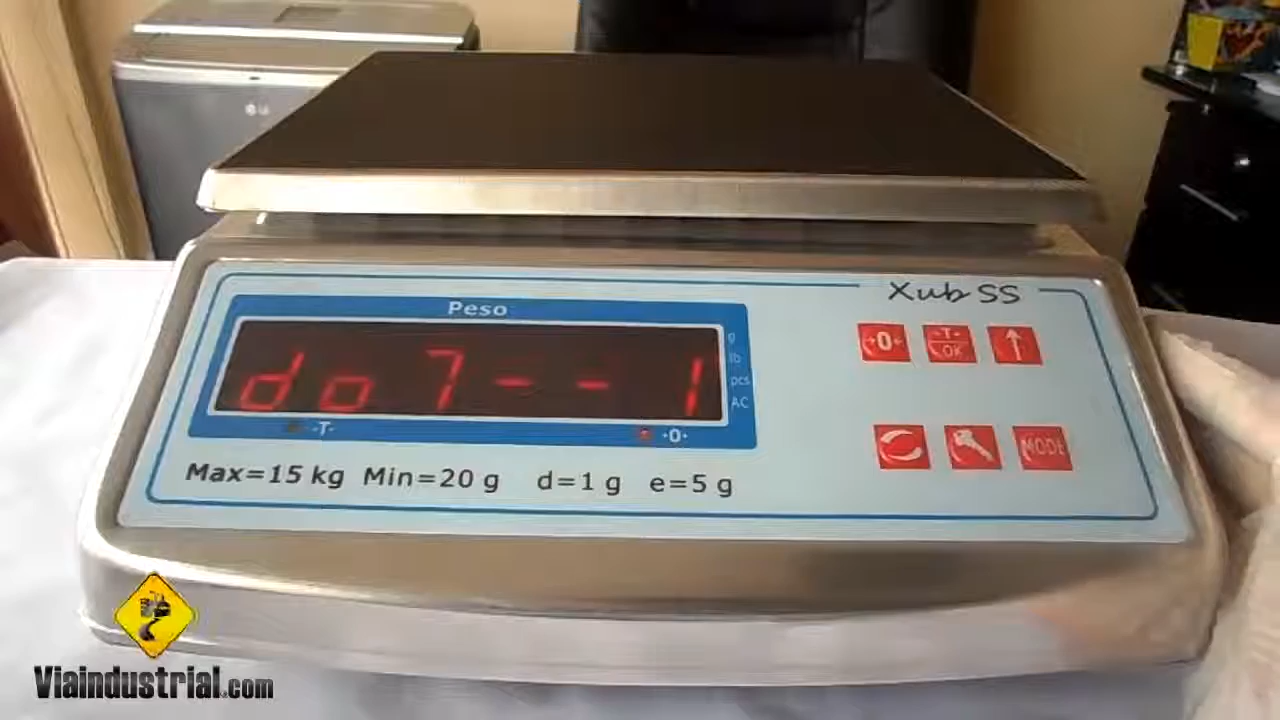 Xub SS
Peso
do7--1
g
lb
pcs
AC
-T-
·0·
→0←
-T-
OK
MODE
Max=15 kg Min=20 g d=1 g e=5 g
Viaindustrial.com